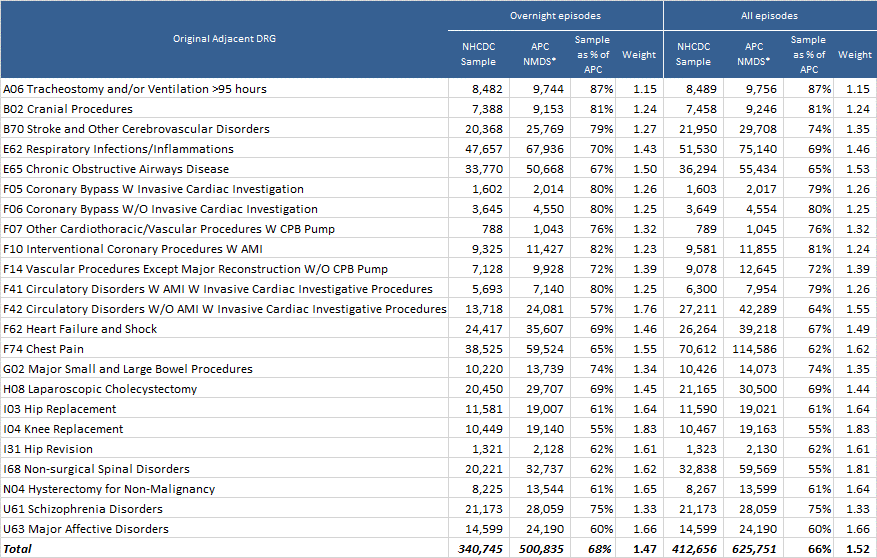 Original Adjacent DRG Overnight episodes All episodes
NHCDC Sample APC NMDS* Sample as % of APC Weight NHCDC Sample APC NMDS* Sample as % of APC Weight
A06 Tracheostomy and/or Ventilation >95 hours 8,482 9,744 87% 1.15 8,489 9,756 87% 1.15
B02 Cranial Procedures 7,388 9,153 81% 1.24 7,458 9,246 81% 1.24
B70 Stroke and Other Cerebrovascular Disorders 20,368 25,769 79% 1.27 21,950 29,708 74% 1.35
E62 Respiratory Infections/Inflammations 47,657 67,936 70% 1.43 51,530 75,140 69% 1.46
E65 Chronic Obstructive Airways Disease 33,770 50,668 67% 1.50 36,294 55,434 65% 1.53
F05 Coronary Bypass W Invasive Cardiac Investigation 1,602 2,014 80% 1.26 1,603 2,017 79% 1.26
F06 Coronary Bypass W/O Invasive Cardiac Investigation 3,645 4,550 80% 1.25 3,649 4,554 80% 1.25
F07 Other Cardiothoracic/Vascular Procedures W CPB Pump 788 1,043 76% 1.32 789 1,045 76% 1.32
F10 Interventional Coronary Procedures W AMI 9,325 11,427 82% 1.23 9,581 11,855 81% 1.24
F14 Vascular Procedures Except Major Reconstruction W/O CPB Pump 7,128 9,928 72% 1.39 9,078 12,645 72% 1.39
F41 Circulatory Disorders W AMI W Invasive Cardiac Investigative Procedures 5,693 7,140 80% 1.25 6,300 7,954 79% 1.26
F42 Circulatory Disorders W/O AMI W Invasive Cardiac Investigative Procedures 13,718 24,081 57% 1.76 27,211 42,289 64% 1.55
F62 Heart Failure and Shock 24,417 35,607 69% 1.46 26,264 39,218 67% 1.49
F74 Chest Pain 38,525 59,524 65% 1.55 70,612 114,586 62% 1.62
G02 Major Small and Large Bowel Procedures 10,220 13,739 74% 1.34 10,426 14,073 74% 1.35
H08 Laparoscopic Cholecystectomy 20,450 29,707 69% 1.45 21,165 30,500 69% 1.44
I03 Hip Replacement 11,581 19,007 61% 1.64 11,590 19,021 61% 1.64
I04 Knee Replacement 10,449 19,140 55% 1.83 10,467 19,163 55% 1.83
I31 Hip Revision 1,321 2,128 62% 1.61 1,323 2,130 62% 1.61
I68 Non-surgical Spinal Disorders 20,221 32,737 62% 1.62 32,838 59,569 55% 1.81
N04 Hysterectomy for Non-Malignancy 8,225 13,544 61% 1.65 8,267 13,599 61% 1.64
U61 Schizophrenia Disorders 21,173 28,059 75% 1.33 21,173 28,059 75% 1.33
U63 Major Affective Disorders 14,599 24,190 60% 1.66 14,599 24,190 60% 1.66
Total 340,745 500,835 68% 1.47 412,656 625,751 66% 1.52